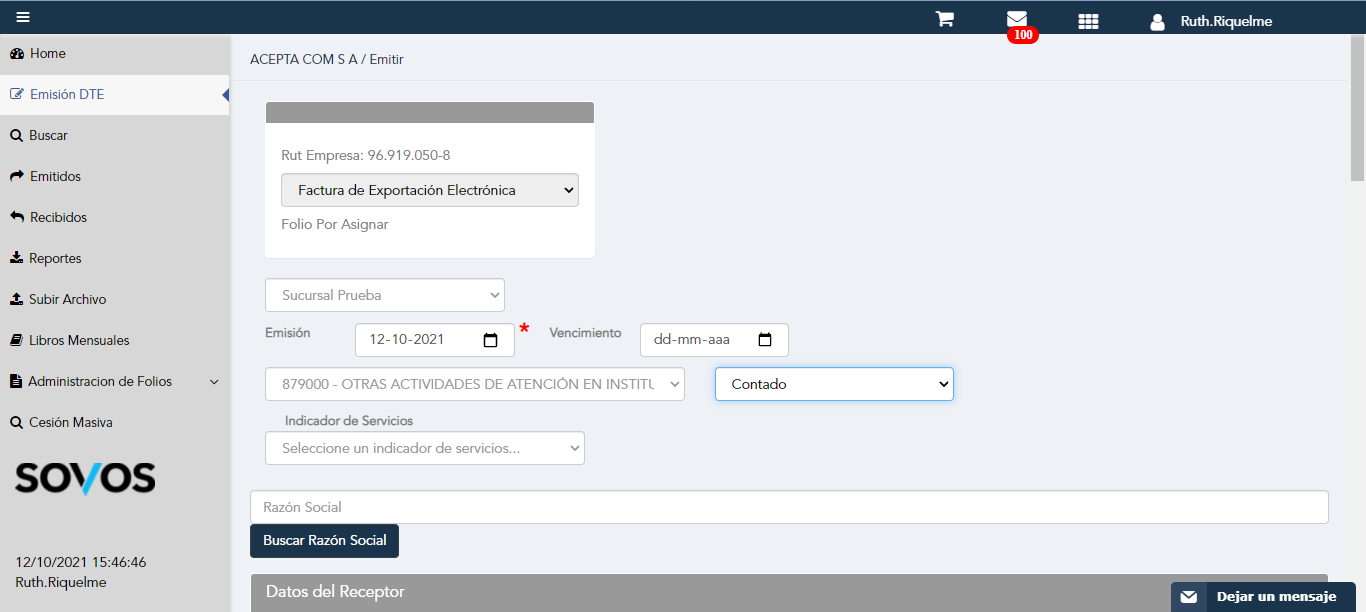 100
Ruth.Riquelme
Home
Emisión DTE
Buscar
Emitidos
Recibidos
Reportes
Subir Archivo
Libros Mensuales
Administracion de Folios
Cesión Masiva
SOVOS
12/10/2021 15:46:46
Ruth.Riquelme
ACEPTA COM S A / Emitir
Rut Empresa: 96.919.050-8
Factura de Exportación Electrónica
Folio Por Asignar
Sucursal Prueba
Emisión 12-10-2021 * Vencimiento dd-mm-aaa
879000 - OTRAS ACTIVIDADES DE ATENCIÓN EN INSTITU Contado
Indicador de Servicios
Seleccione un indicador de servicios...
Razón Social
Buscar Razón Social
Datos del Receptor
Dejar un mensaje